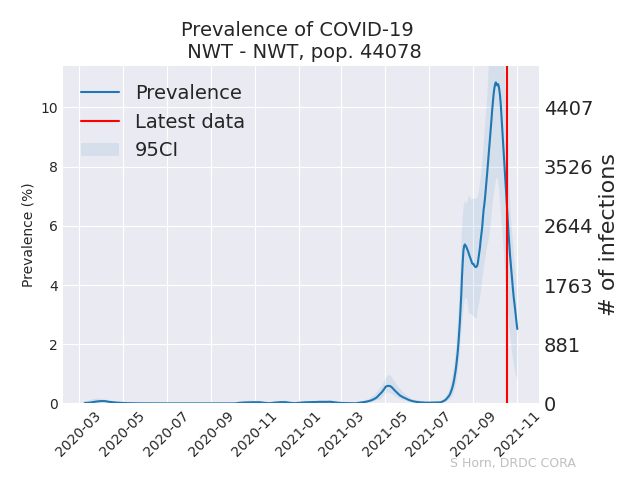 Prevalence of COVID-19
NWT - NWT, pop. 44078
Prevalence
Latest data
95CI
Prevalence (%)
10
8
6
4
2
0
4407
3526
2644
1763
881
0
# of infections
2020-03
2020-05
2020-07
2020-09
2020-11
2021-01
2021-03
2021-05
2021-07
2021-09
2021-11
S Horn, DRDC CORA